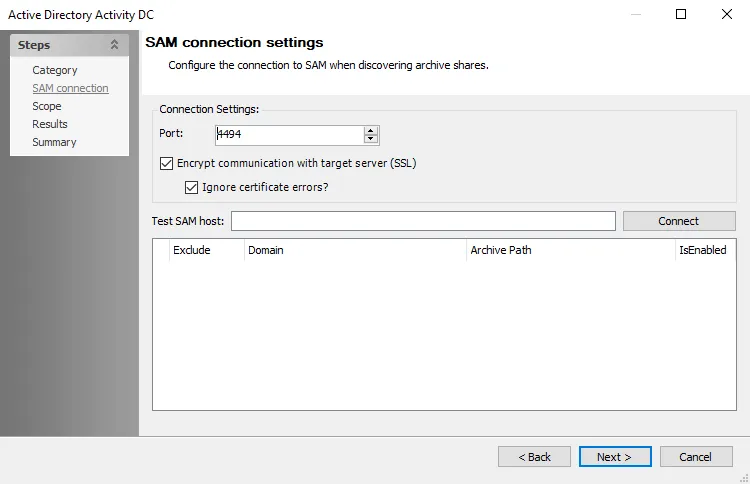 Active Directory Activity DC
Steps
Category
SAM connection
Scope
Results
Summary
SAM connection settings
Configure the connection to SAM when discovering archive shares.
Connection Settings:
Port: 4494
Encrypt communication with target server (SSL)
Ignore certificate errors?
Test SAM host: Connect
Exclude Domain Archive Path IsEnabled
< Back Next > Cancel